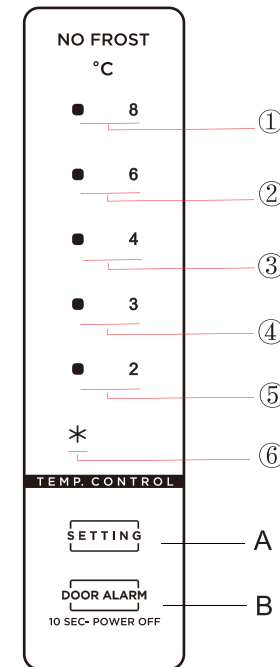 NO FROST
°C
8
①
6
②
4
③
3
④
2
⑤
⑥
TEMP. CONTROL
SETTING
A
DOOR ALARM
B
10 SEC- POWER OFF